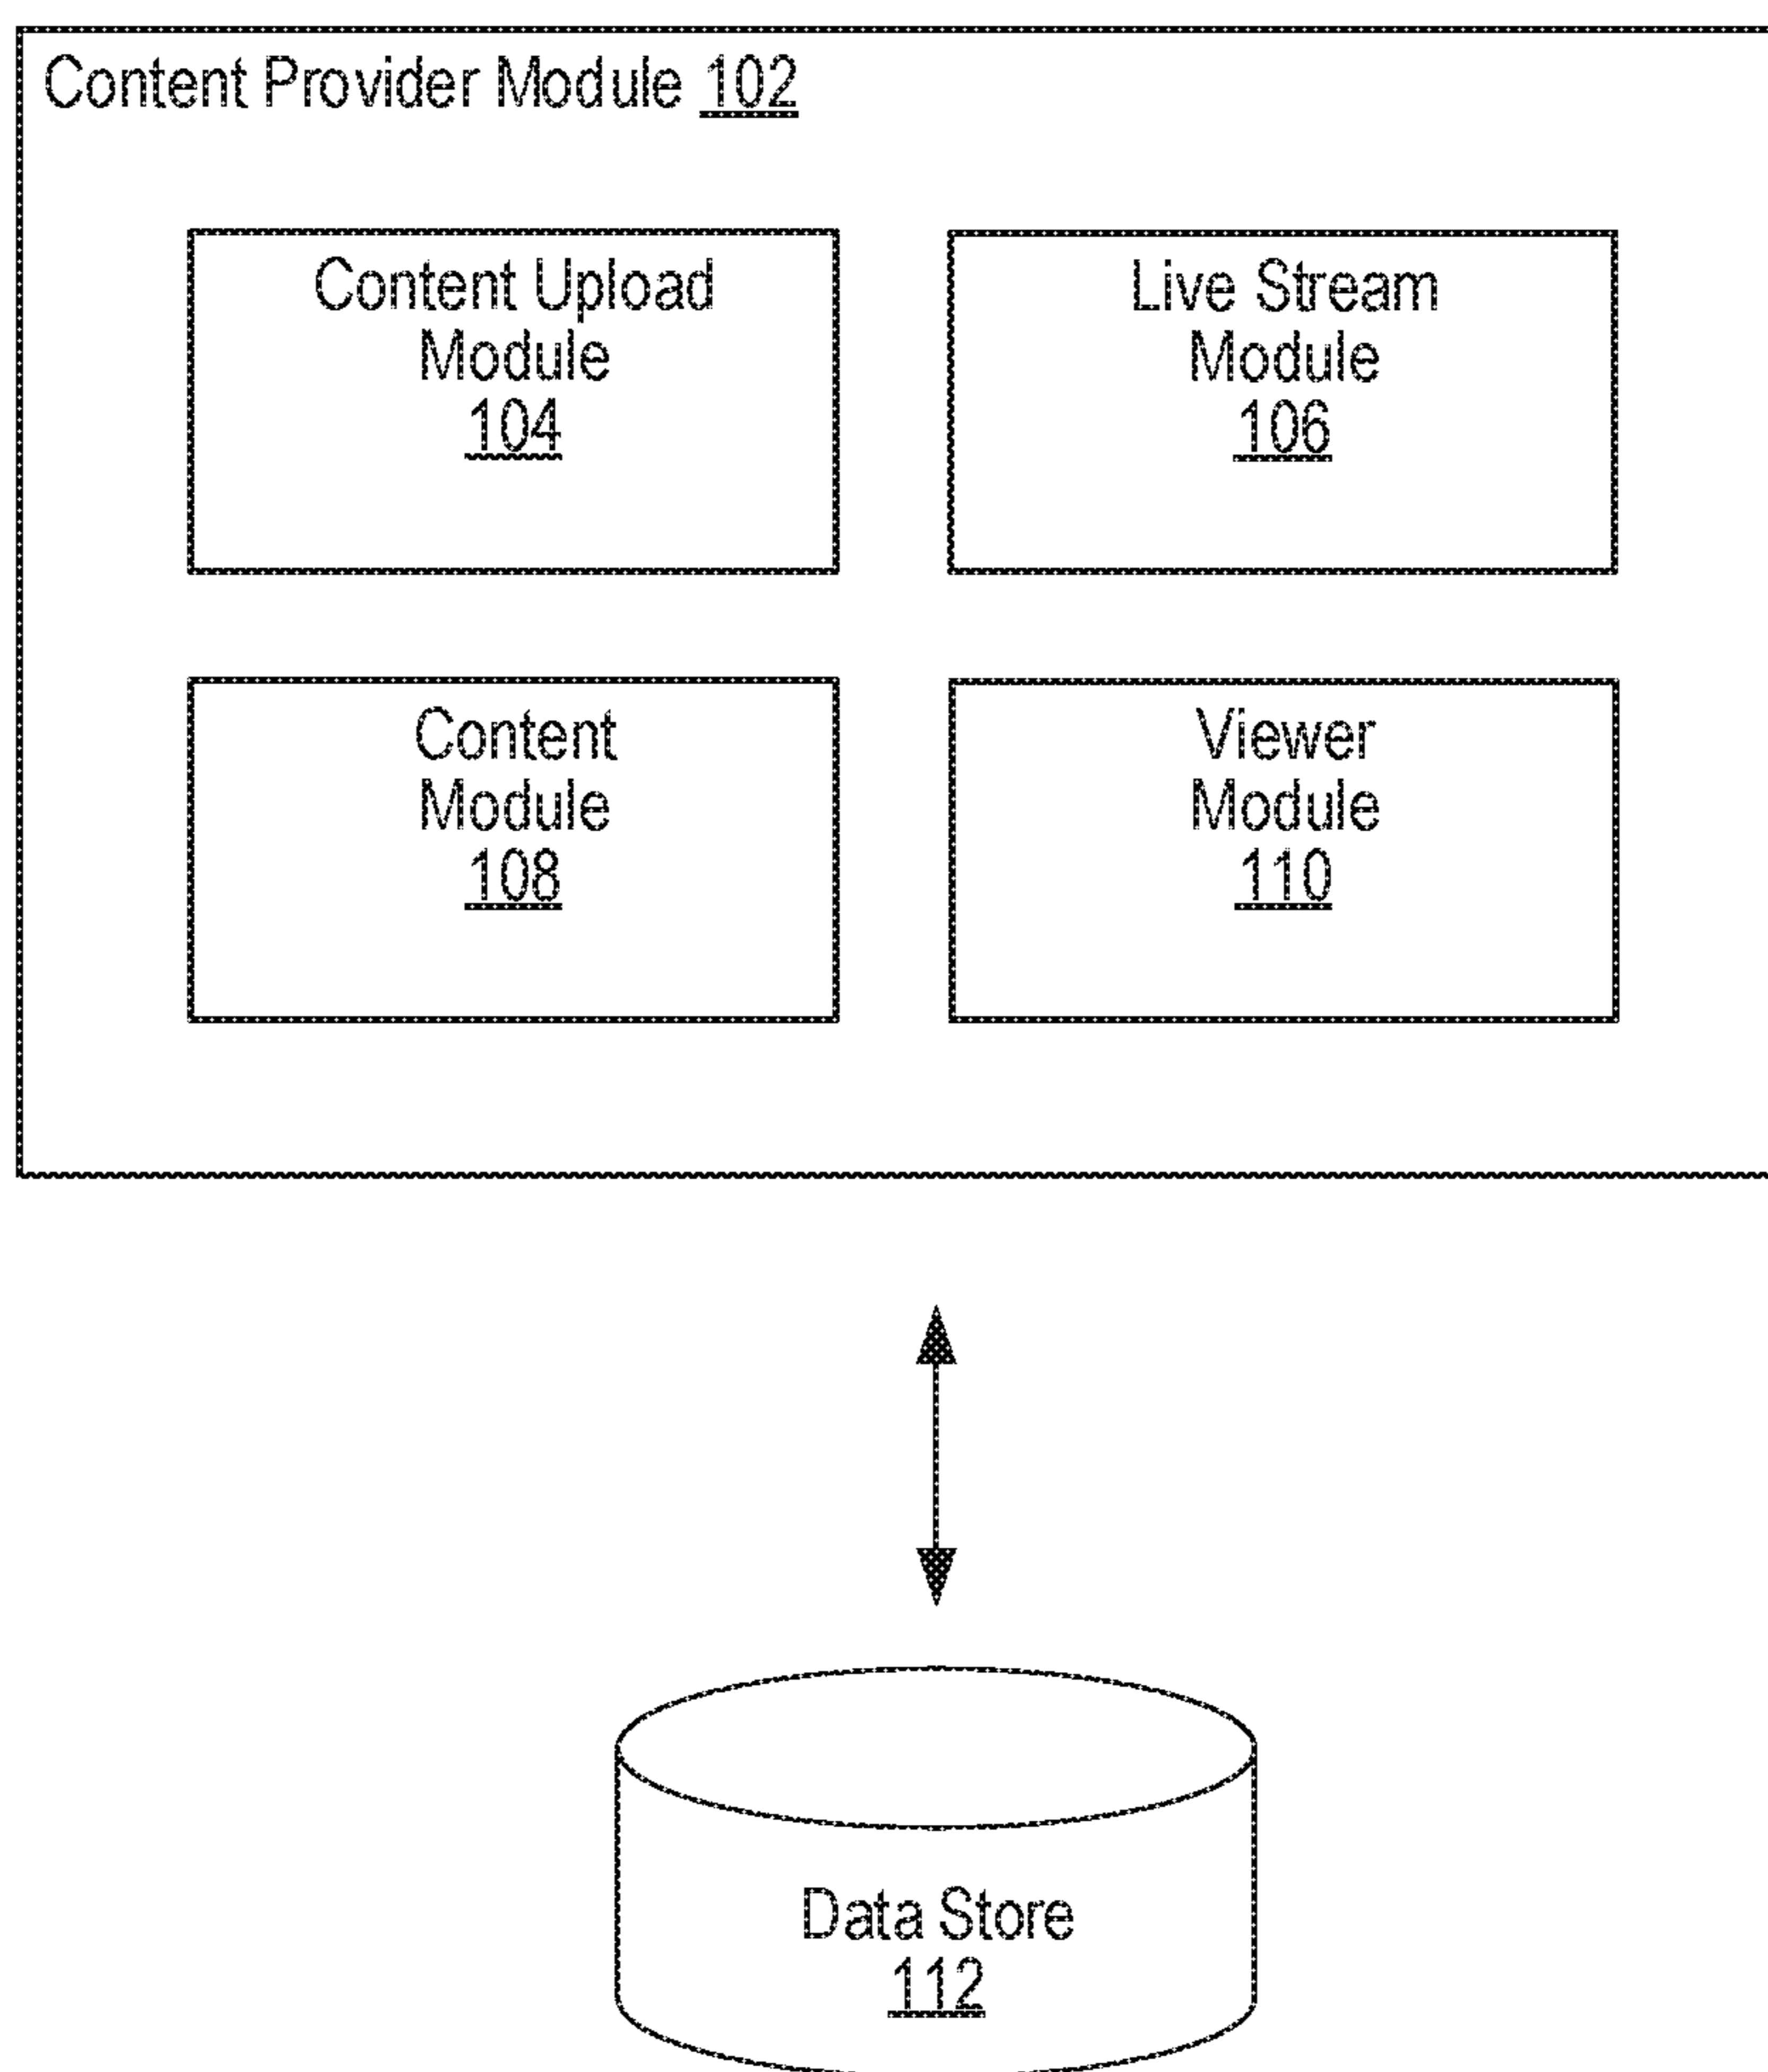 Content Provider Module 102
Content Upload
Module
104
Live Stream
Module
106
Content
Module
108
Viewer
Module
110
Data Store
112